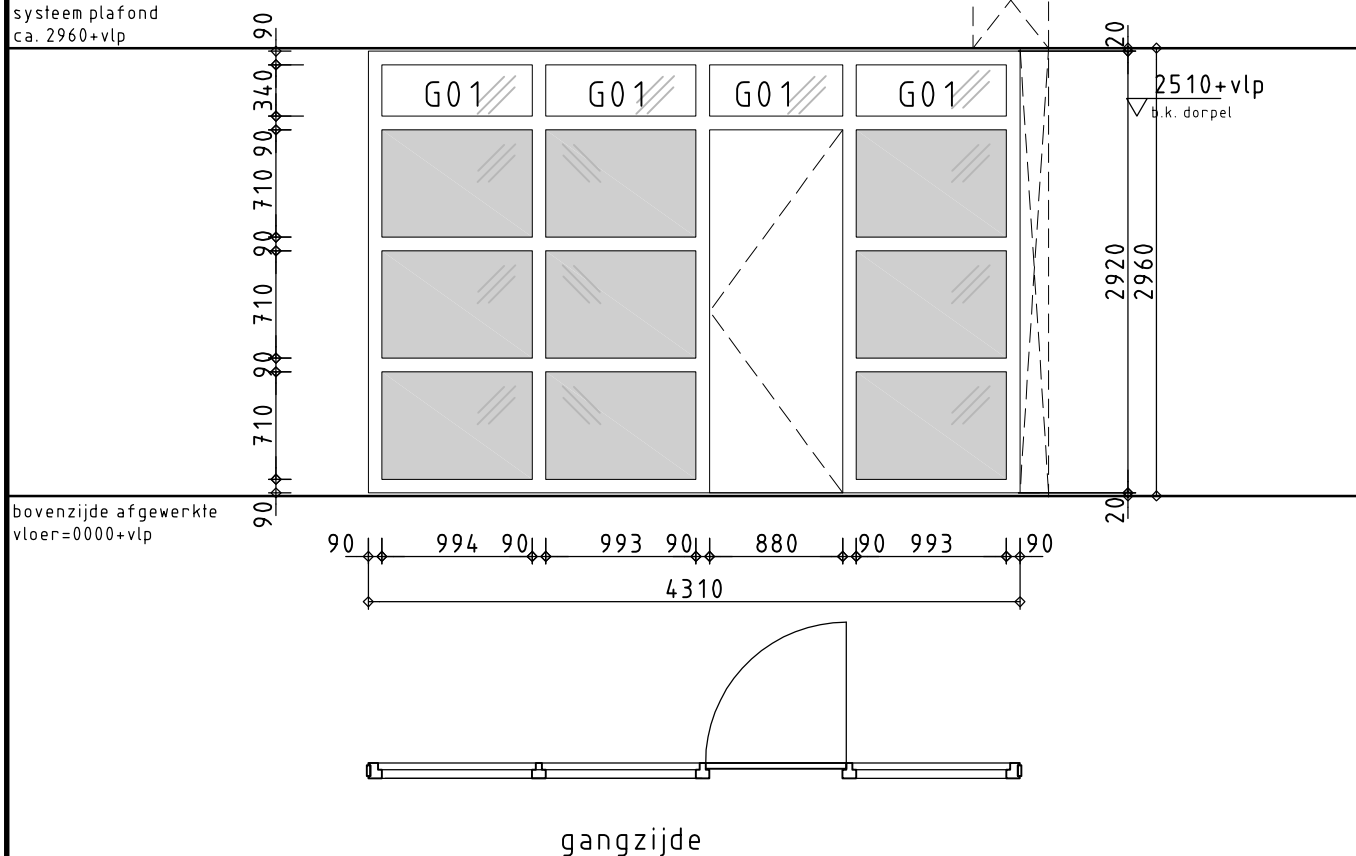 systeem plafond
ca. 2960+vlp
90
340
90
710
90
710
90
710
90
G01
G01
G01
G01
20
2510+vlp
b.k. dorpel
2920
2960
20
bovenzijde afgewerkte
vloer=0000+vlp
90 994 90 993 90 880 90 993 90
4310
gangzijde